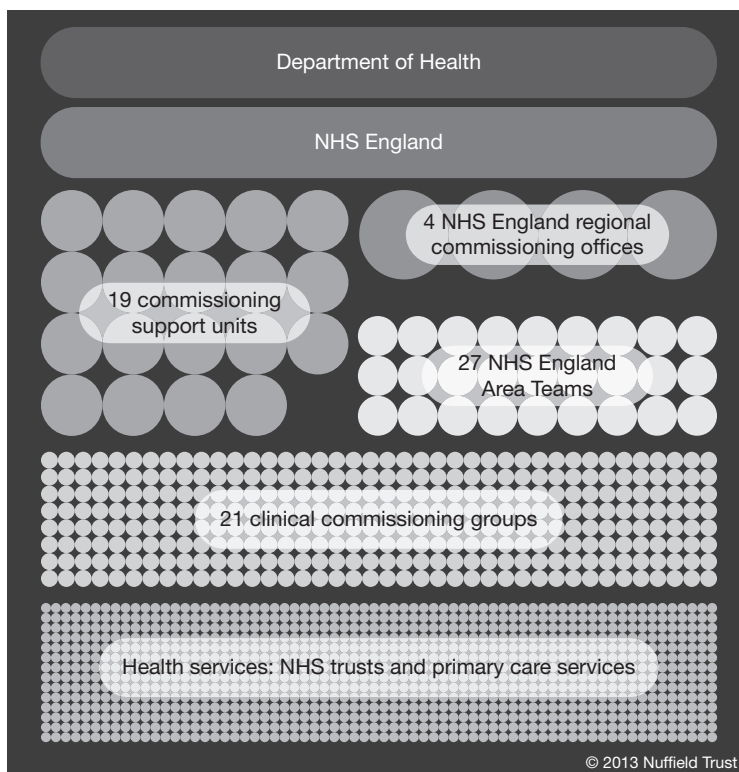 Department of Health
NHS England
4 NHS England regional
commissioning offices
19 commissioning
support units
27 NHS England
Area Teams
21 clinical commissioning groups
Health services: NHS trusts and primary care services
© 2013 Nuffield Trust